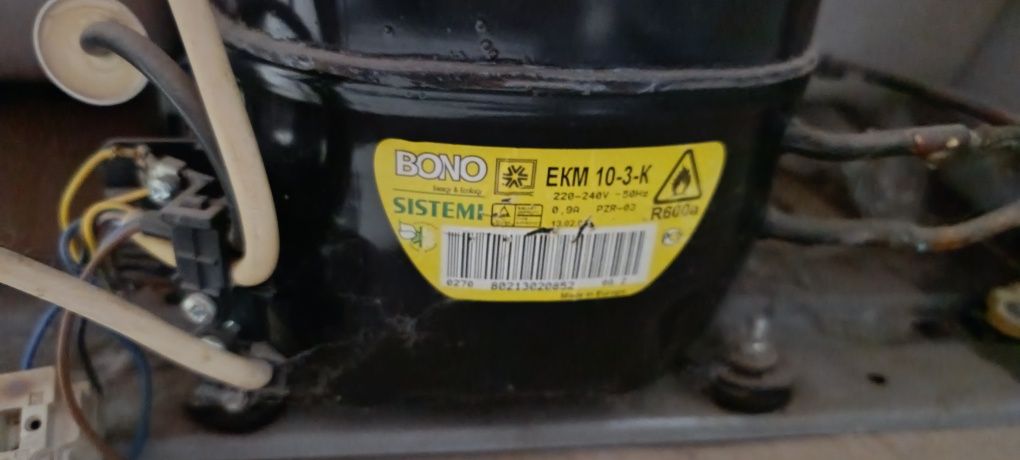 BONO
Energy & Ecology
SISTEMI
EKM 10-3-K
220-240V ~50Hz
0,9A PZR-03
R600a
0270 80213020852
Made in Europe